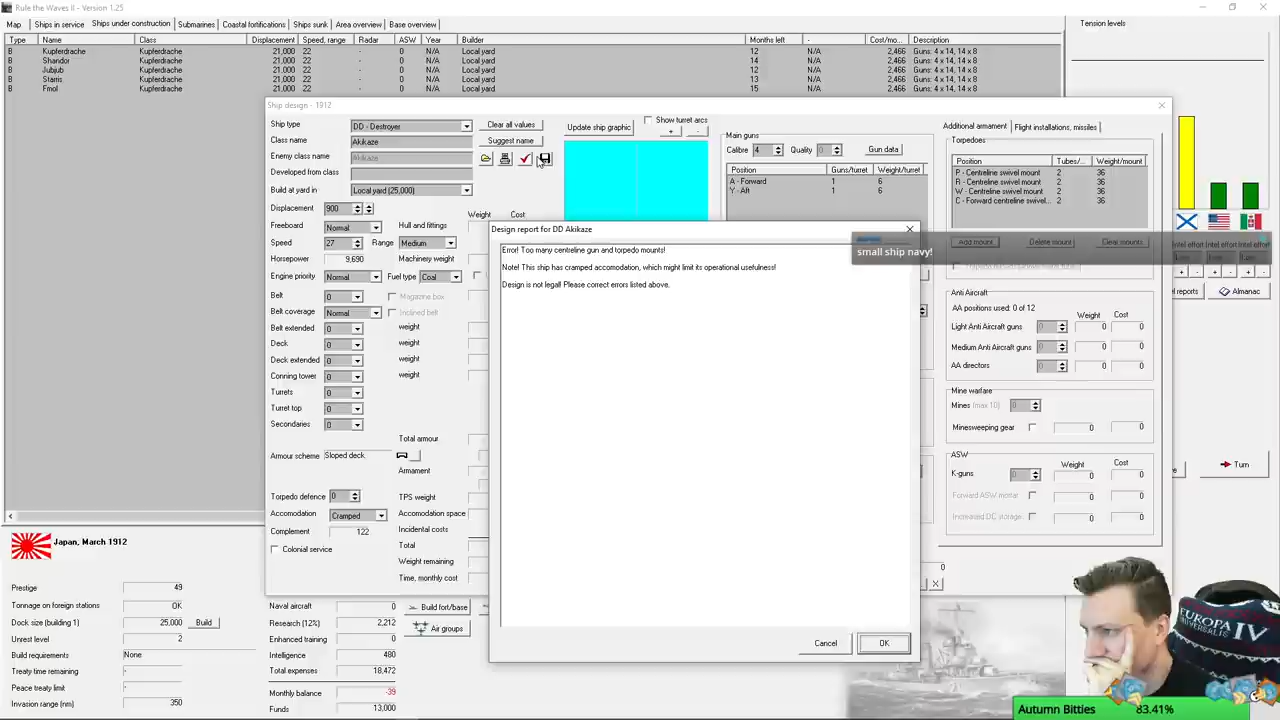 Rule the Waves II - Version 1.25
Map Ships in service Ships under construction Submarines Coastal fortifications Ships sunk Area overview Base overview
Type Name Class Displacement Speed, range Radar ASW Year Builder Months left - Cost/mo... Description
B Kupferdrache Kupferdrache 21,000 22 - 0 N/A Local yard 12 N/A 2,466 Guns: 4 x 14, 14 x 8
B Shandor Kupferdrache 21,000 22 - 0 N/A Local yard 14 N/A 2,466 Guns: 4 x 14, 14 x 8
B Jubjub Kupferdrache 21,000 22 - 0 N/A Local yard 12 N/A 2,466 Guns: 4 x 14, 14 x 8
B Starris Kupferdrache 21,000 22 - 0 N/A Local yard 13 N/A 2,466 Guns: 4 x 14, 14 x 8
B Fmol Kupferdrache 21,000 22 - 0 N/A Local yard 15 N/A 2,466 Guns: 4 x 14, 14 x 8
Tension levels
Ship design - 1912
Ship type DD - Destroyer Clear all values
Class name Akikaze Suggest name
Enemy class name Akikaze
Developed from class
Build at yard in Local yard (25,000)
Update ship graphic Show turret arcs
+ -
Displacement 900
Freeboard Normal Hull and fittings Weight Cost
Speed 27 Range Medium
Horsepower 9,690 Machinery weight
Engine priority Normal Fuel type Coal
Belt 0 Magazine box
Belt coverage Normal Inclined belt
Belt extended 0 weight
Deck 0 weight
Deck extended 0 weight
Conning tower 0 weight
Turrets 0
Turret top 0
Secondaries 0
Total armour
Armour scheme Sloped deck.
Armament
Torpedo defence 0 TPS weight
Accomodation Cramped Accomodation space
Complement 122 Incidental costs
Colonial service Total
Weight remaining
Time, monthly cost
Main guns
Calibre 4 Quality 0 Gun data
Position Guns/turret Weight/turret
A - Forward 1 6
Y - Aft 1 6
Additional armament Flight installations, missiles
Torpedoes
Position Tubes/... Weight/mount
P - Centreline swivel mount 2 36
R - Centreline swivel mount 2 36
W - Centreline swivel mount 2 36
C - Forward centreline swivel... 2 36
Add mount Delete mount Clear mounts
small ship navy!
Anti Aircraft
AA positions used: 0 of 12
Weight Cost
Light Anti Aircraft guns 0 0 0
Medium Anti Aircraft guns 0 0 0
AA directors 0 0 0
Mine warfare
Mines (max 10) 0 0 0
Minesweeping gear 0 0
ASW
Weight Cost
K-guns 0 0 0
Forward ASW mortar 0 0
Increased DC storage 0 0
0
Design report for DD Akikaze
Error! Too many centreline gun and torpedo mounts!
Note! This ship has cramped accomodation, which might limit its operational usefulness!
Design is not legal! Please correct errors listed above.
Cancel OK
Almanac
Turn
Japan, March 1912
Prestige 49
Tonnage on foreign stations OK
Dock size (building 1) 25,000 Build
Unrest level 2
Build requirements None
Treaty time remaining -
Peace treaty limit -
Invasion range (nm) 350
Naval aircraft 0 Build fort/base
Research (12%) 2,212
Enhanced training 0 Air groups
Intelligence 480
Total expenses 18,472
Monthly balance -39
Funds 13,000
EUROPA IV
UNIVERSALIS
Autumn Bitties 83.41%